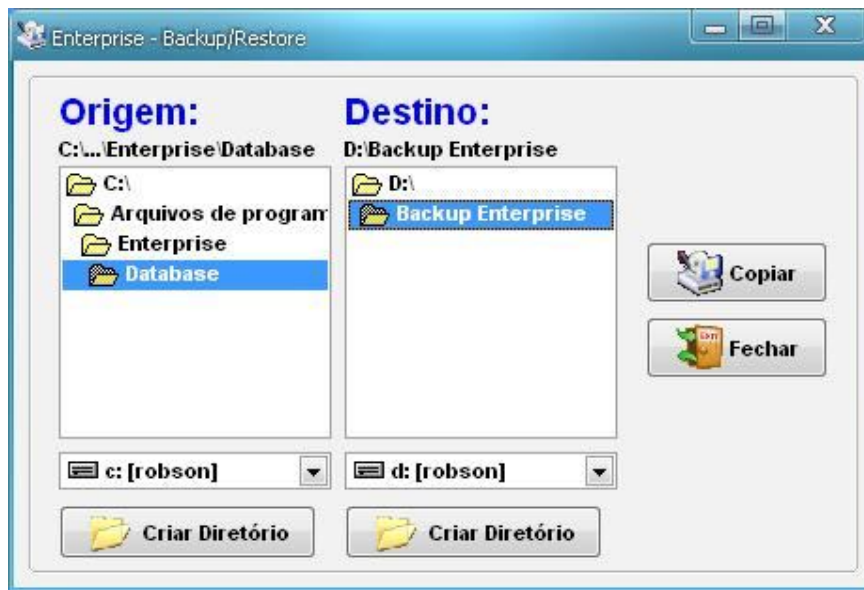 Enterprise - Backup/Restore
Origem:
C:\...\Enterprise\Database
C:\
Arquivos de program
Enterprise
Database
c: [robson]
Criar Diretório
Destino:
D:\Backup Enterprise
D:\
Backup Enterprise
d: [robson]
Criar Diretório
Copiar
EXIT
Fechar